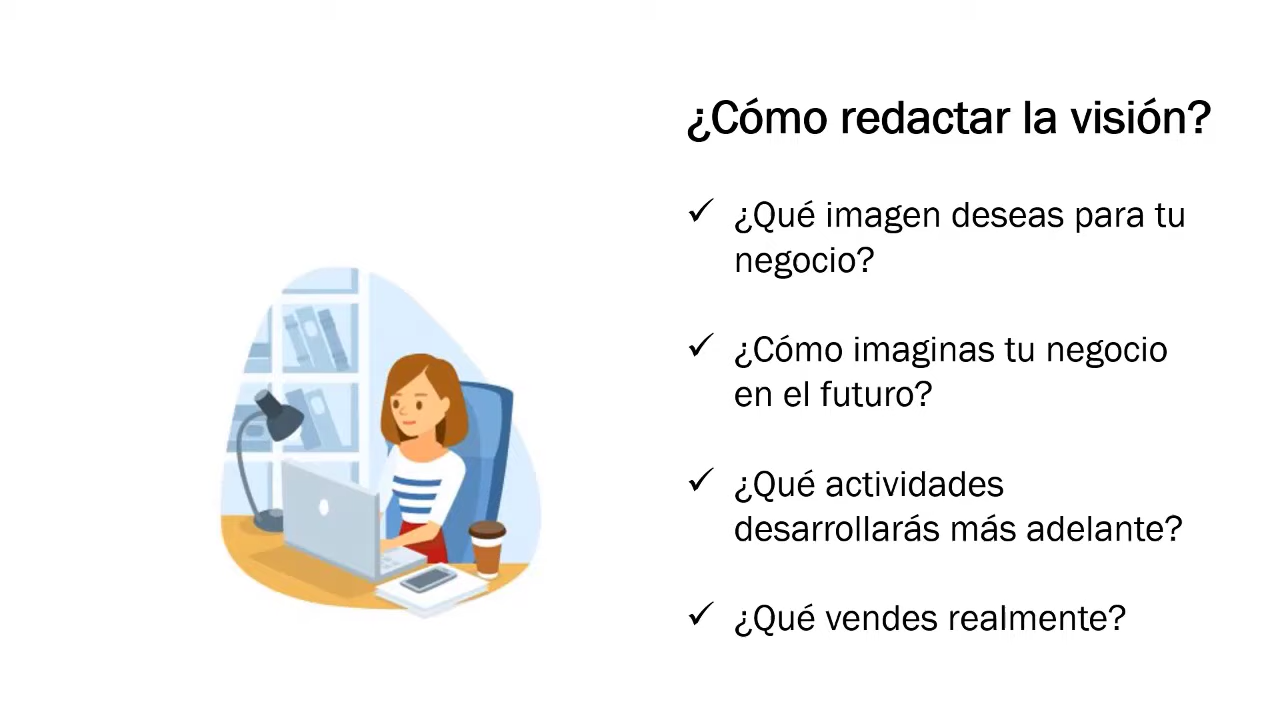 ¿Cómo redactar la visión?
✓ ¿Qué imagen deseas para tu
negocio?
✓ ¿Cómo imaginas tu negocio
en el futuro?
✓ ¿Qué actividades
desarrollarás más adelante?
✓ ¿Qué vendes realmente?